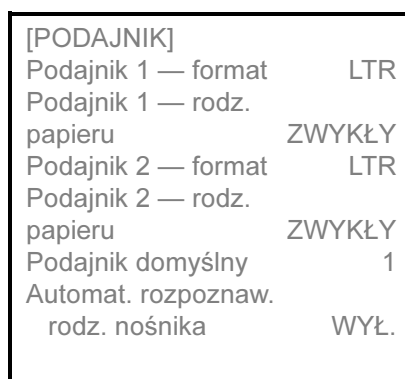 [PODAJNIK]
Podajnik 1 — format LTR
Podajnik 1 — rodz.
papieru ZWYKŁY
Podajnik 2 — format LTR
Podajnik 2 — rodz.
papieru ZWYKŁY
Podajnik domyślny 1
Automat. rozpoznaw.
rodz. nośnika WYŁ.